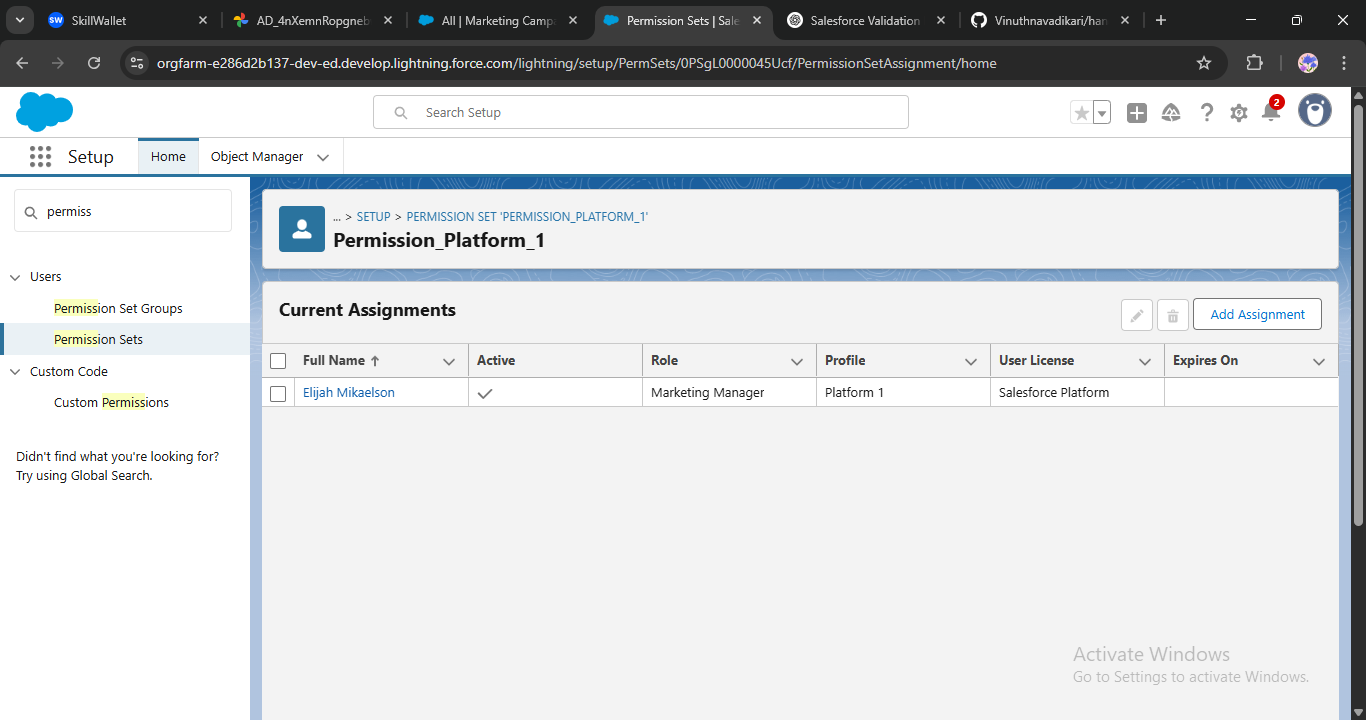 SkillWallet
AD_4nXemnRopgneb
All | Marketing Camp
Permission Sets | Sale
Salesforce Validation
Vinuthnavadikari/han
orgfarm-e286d2b137-dev-ed.develop.lightning.force.com/lightning/setup/PermSets/0PSgL0000045Ucf/PermissionSetAssignment/home
Search Setup
2
Setup
Home
Object Manager
permiss
Users
Permission Set Groups
Permission Sets
Custom Code
Custom Permissions
Didn't find what you're looking for?
Try using Global Search.
... > SETUP > PERMISSION SET 'PERMISSION_PLATFORM_1'
Permission_Platform_1
Current Assignments
Add Assignment
Full Name Active Role Profile User License Expires On
Elijah Mikaelson Marketing Manager Platform 1 Salesforce Platform
Activate Windows
Go to Settings to activate Windows.